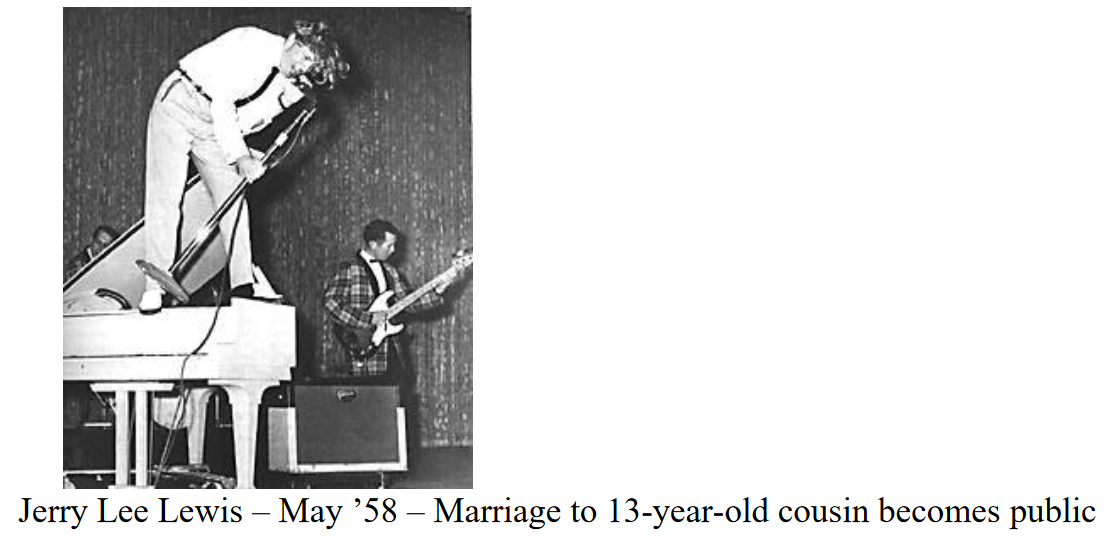 Jerry Lee Lewis – May ’58 – Marriage to 13-year-old cousin becomes public